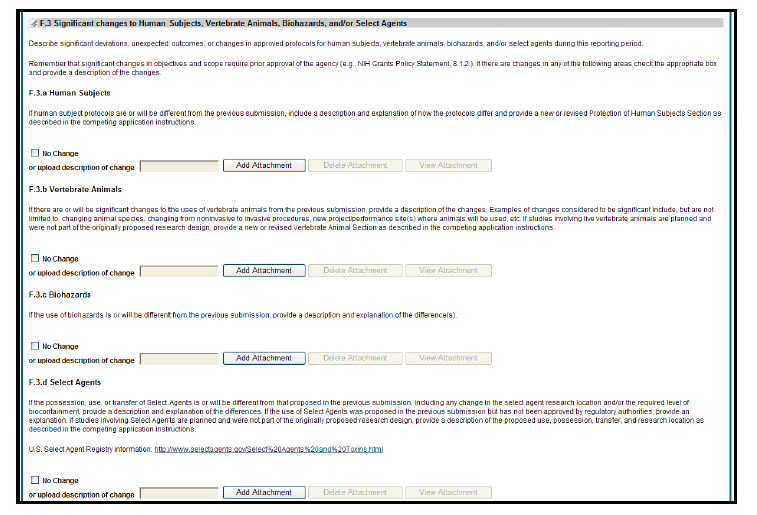 F.3 Significant changes to Human Subjects, Vertebrate Animals, Biohazards, and/or Select Agents
Describe significant deviations, unexpected outcomes, or changes in approved protocols for human subjects, vertebrate animals, biohazards, and/or select agents during this reporting period.
Remember that significant changes in objectives and scope require prior approval of the agency (e.g., NIH Grants Policy Statement, 8.1.2.). If there are changes in any of the following areas check the appropriate box
and provide a description of the changes.
F.3.a Human Subjects
If human subject protocols are or will be different from the previous submission, include a description and explanation of how the protocols differ and provide a new or revised Protection of Human Subjects Section as
described in the competing application instructions.
No Change
or upload description of change Add Attachment Delete Attachment View Attachment
F.3.b Vertebrate Animals
If there are or will be significant changes to the uses of vertebrate animals from the previous submission, provide a description of the changes. Examples of changes considered to be significant include, but are not
limited to, changing animal species, changing from noninvasive to invasive procedures, new project/performance site(s) where animals will be used, etc. If studies involving live vertebrate animals are planned and
were not part of the originally proposed research design, provide a new or revised Vertebrate Animal Section as described in the competing application instructions.
No Change
or upload description of change Add Attachment Delete Attachment View Attachment
F.3.c Biohazards
If the use of biohazards is or will be different from the previous submission, provide a description and explanation of the difference(s).
No Change
or upload description of change Add Attachment Delete Attachment View Attachment
F.3.d Select Agents
If the possession, use, or transfer of Select Agents is or will be different from that proposed in the previous submission, including any change in the select agent research location and/or the required level of
biocontainment, provide a description and explanation of the differences. If the use of Select Agents was proposed in the previous submission but has not been approved by regulatory authorities, provide an
explanation. If studies involving Select Agents are planned and were not part of the originally proposed research design, provide a description of the proposed use, possession, transfer, and research location as
described in the competing application instructions.
U.S. Select Agent Registry information: http://www.selectagents.gov/Select%20Agents%20and%20Toxins.html
No Change
or upload description of change Add Attachment Delete Attachment View Attachment